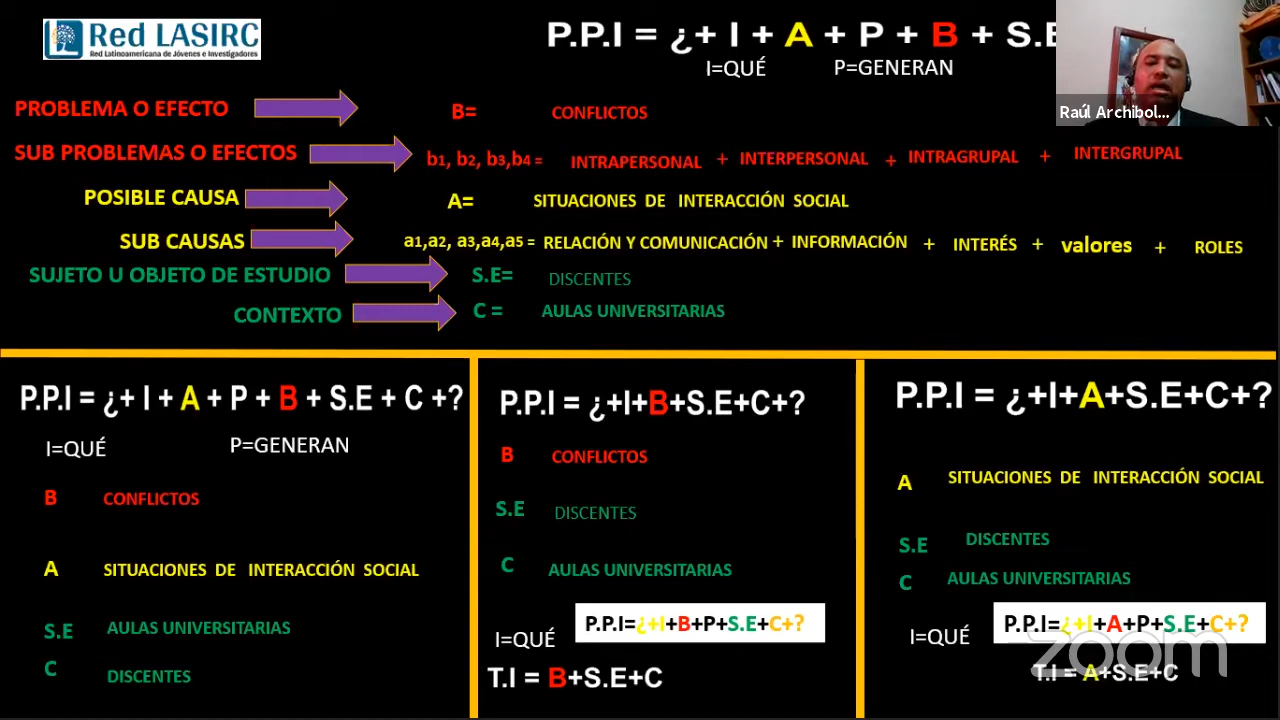 Red LASIRC
Red Latinoamericana de Jóvenes e Investigadores
P.P.I = ¿+ I + A + P + B + S.E
I=QUÉ P=GENERAN
Raúl Archibol...
PROBLEMA O EFECTO B= CONFLICTOS
SUB PROBLEMAS O EFECTOS b1, b2, b3,b4 = INTRAPERSONAL + INTERPERSONAL + INTRAGRUPAL + INTERGRUPAL
POSIBLE CAUSA A= SITUACIONES DE INTERACCIÓN SOCIAL
SUB CAUSAS a1,a2, a3,a4,a5 = RELACIÓN Y COMUNICACIÓN + INFORMACIÓN + INTERÉS + valores + ROLES
SUJETO U OBJETO DE ESTUDIO S.E= DISCENTES
CONTEXTO C = AULAS UNIVERSITARIAS
P.P.I = ¿+ I + A + P + B + S.E + C +?
I=QUÉ P=GENERAN
B CONFLICTOS
A SITUACIONES DE INTERACCIÓN SOCIAL
S.E AULAS UNIVERSITARIAS
C DISCENTES
P.P.I = ¿+I+B+S.E+C+?
B CONFLICTOS
S.E DISCENTES
C AULAS UNIVERSITARIAS
I=QUÉ P.P.I=¿+I+B+P+S.E+C+?
T.I = B+S.E+C
P.P.I = ¿+I+A+S.E+C+?
A SITUACIONES DE INTERACCIÓN SOCIAL
S.E DISCENTES
C AULAS UNIVERSITARIAS
I=QUÉ P.P.I=¿+I+A+P+S.E+C+?
T.I = A+S.E+C
zoom